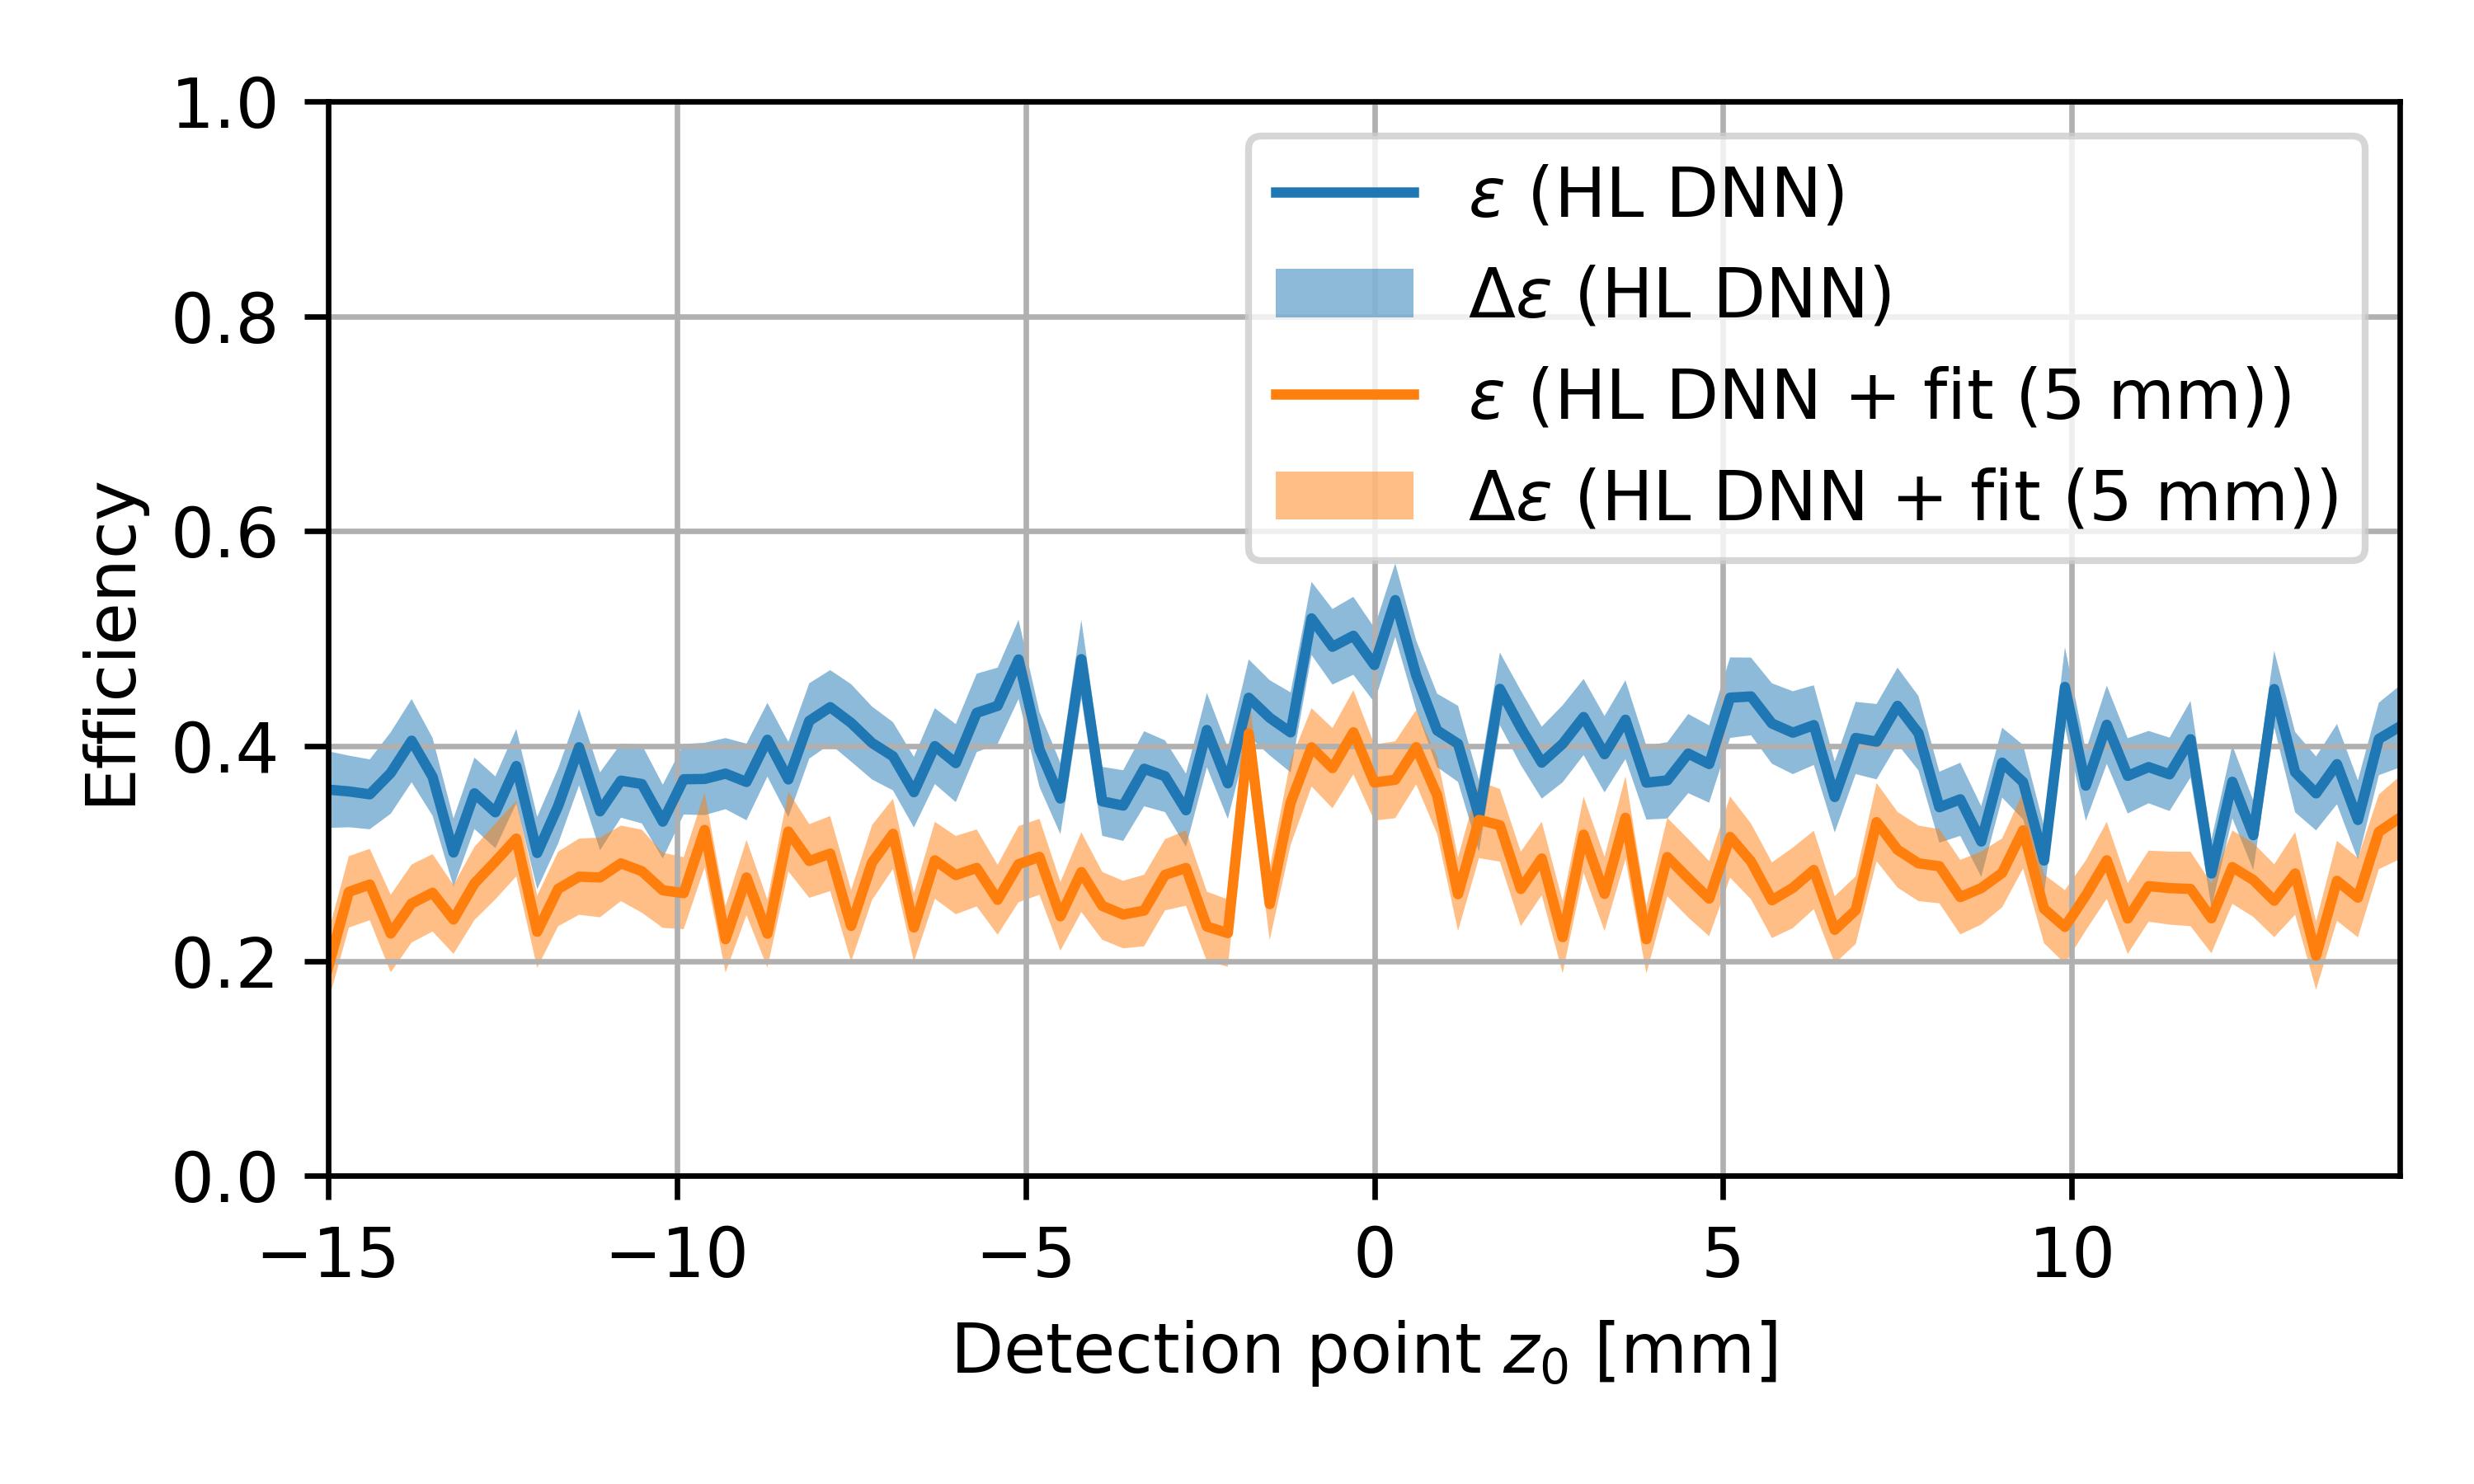 1.0
0.8
0.6
0.4
0.2
0.0
Efficiency
ε (HL DNN)
Δε (HL DNN)
ε (HL DNN + fit (5 mm))
Δε (HL DNN + fit (5 mm))
−15 −10 −5 0 5 10
Detection point z₀ [mm]